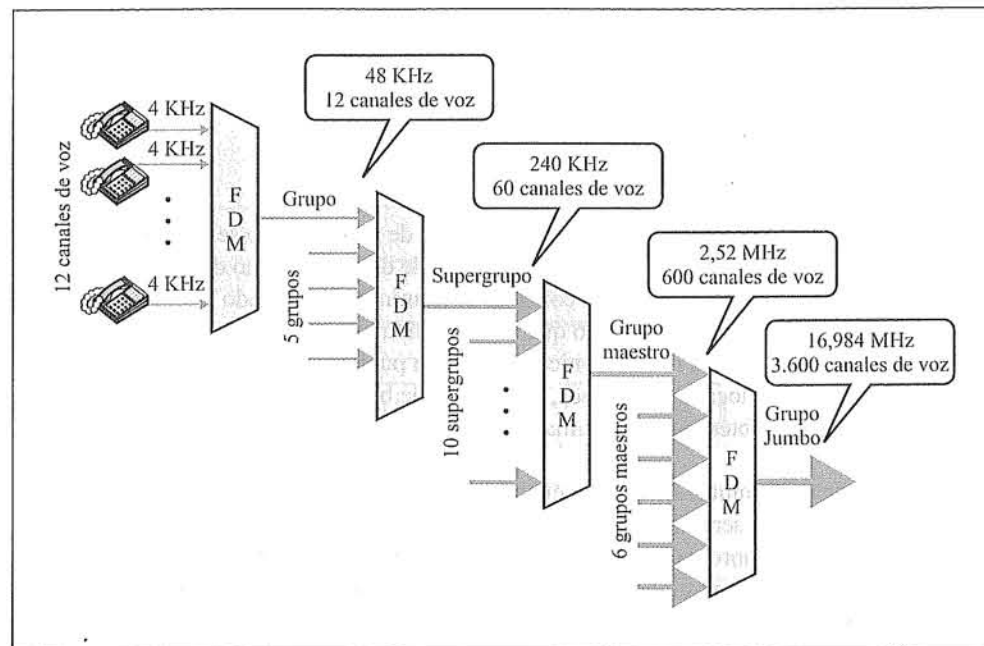 48 KHz
12 canales de voz
4 KHz
4 KHz
4 KHz
12 canales de voz
F
D
M
Grupo
240 KHz
60 canales de voz
5 grupos
F
D
M
Supergrupo
2,52 MHz
600 canales de voz
10 supergrupos
F
D
M
Grupo
maestro
16,984 MHz
3.600 canales de voz
6 grupos maestros
F
D
M
Grupo
Jumbo